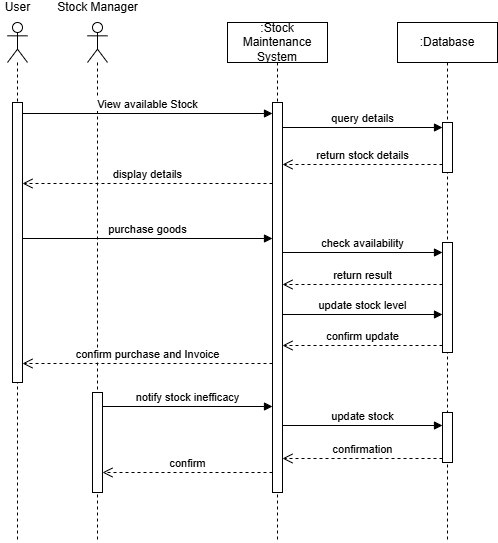 User
Stock Manager
:Stock
Maintenance
System
:Database
View available Stock
query details
return stock details
display details
purchase goods
check availability
return result
update stock level
confirm update
confirm purchase and Invoice
notify stock inefficacy
update stock
confirmation
confirm